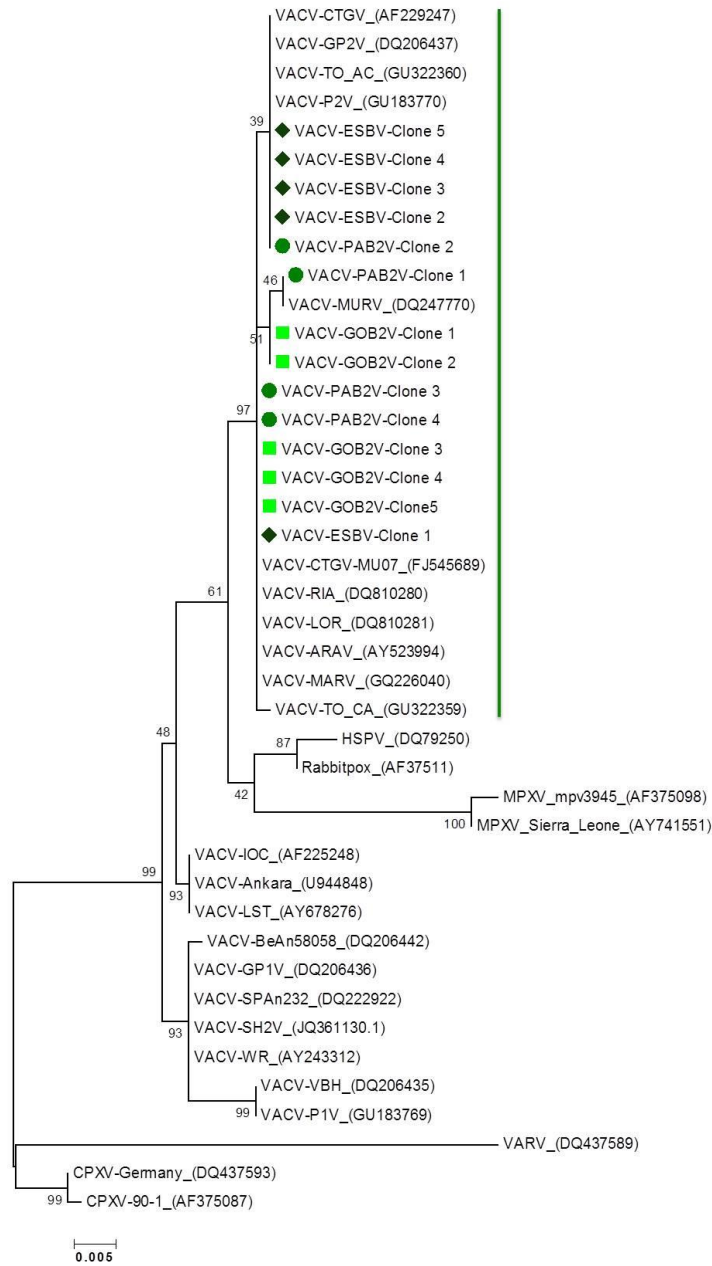 VACV-CTGV_(AF229247)
VACV-GP2V_(DQ206437)
VACV-TO_AC_(GU322360)
VACV-P2V_(GU183770)
39
VACV-ESBV-Clone 5
VACV-ESBV-Clone 4
VACV-ESBV-Clone 3
VACV-ESBV-Clone 2
VACV-PAB2V-Clone 2
46
VACV-PAB2V-Clone 1
VACV-MURV_(DQ247770)
51
VACV-GOB2V-Clone 1
VACV-GOB2V-Clone 2
VACV-PAB2V-Clone 3
97
VACV-PAB2V-Clone 4
VACV-GOB2V-Clone 3
VACV-GOB2V-Clone 4
VACV-GOB2V-Clone5
VACV-ESBV-Clone 1
VACV-CTGV-MU07_(FJ545689)
61
VACV-RIA_(DQ810280)
VACV-LOR_(DQ810281)
VACV-ARAV_(AY523994)
VACV-MARV_(GQ226040)
VACV-TO_CA_(GU322359)
48
87
HSPV_(DQ79250)
Rabbitpox_(AF37511)
42
MPXV_mpv3945_(AF375098)
100
MPXV_Sierra_Leone_(AY741551)
VACV-IOC_(AF225248)
99
VACV-Ankara_(U944848)
93
VACV-LST_(AY678276)
VACV-BeAn58058_(DQ206442)
VACV-GP1V_(DQ206436)
VACV-SPAn232_(DQ222922)
93
VACV-SH2V_(JQ361130.1)
VACV-WR_(AY243312)
VACV-VBH_(DQ206435)
99
VACV-P1V_(GU183769)
VARV_(DQ437589)
CPXV-Germany_(DQ437593)
99
CPXV-90-1_(AF375087)
0.005